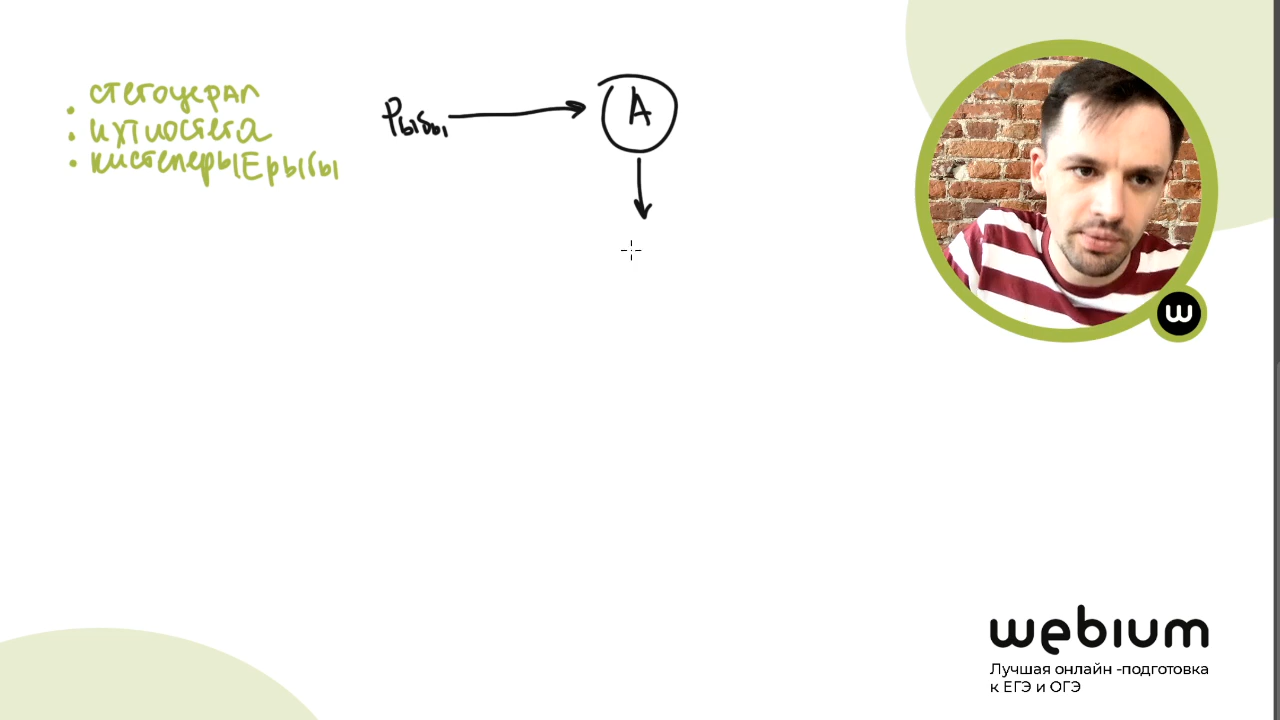 • стегоцефал
• ихтиостега
• кистеперыЕ рыбы
Рыбы
А
w
webium
Лучшая онлайн -подготовка
к ЕГЭ и ОГЭ